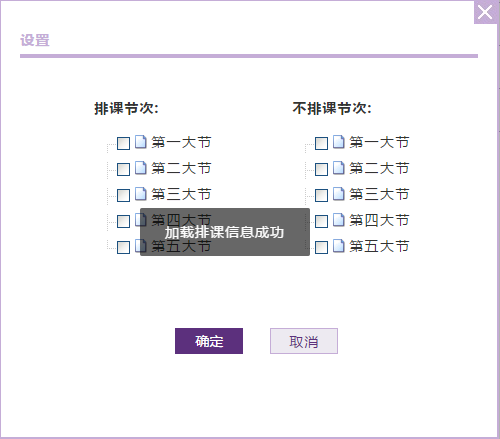 设置
排课节次:
第一大节
第二大节
第三大节
第四大节
第五大节
不排课节次:
第一大节
第二大节
第三大节
第四大节
第五大节
加载排课信息成功
确定
取消